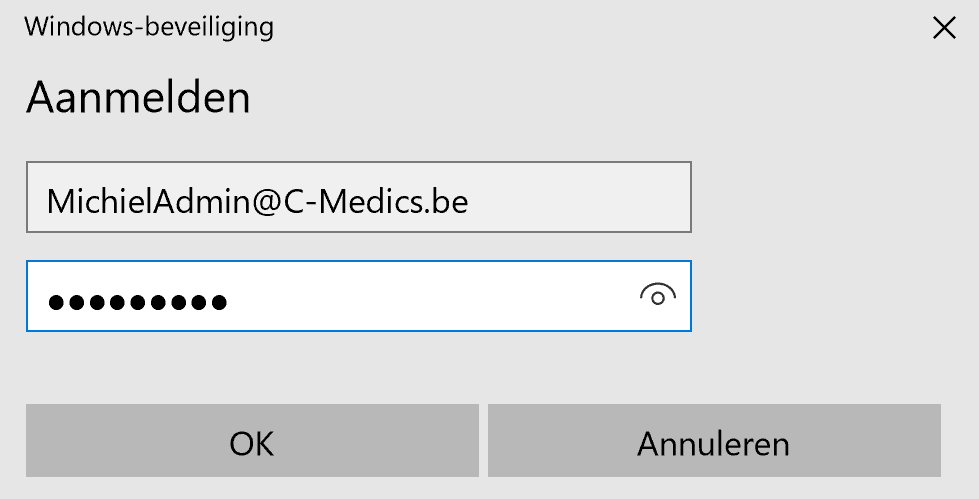 Windows-beveiliging
Aanmelden
MichielAdmin@C-Medics.be
●●●●●●●●●
OK
Annuleren